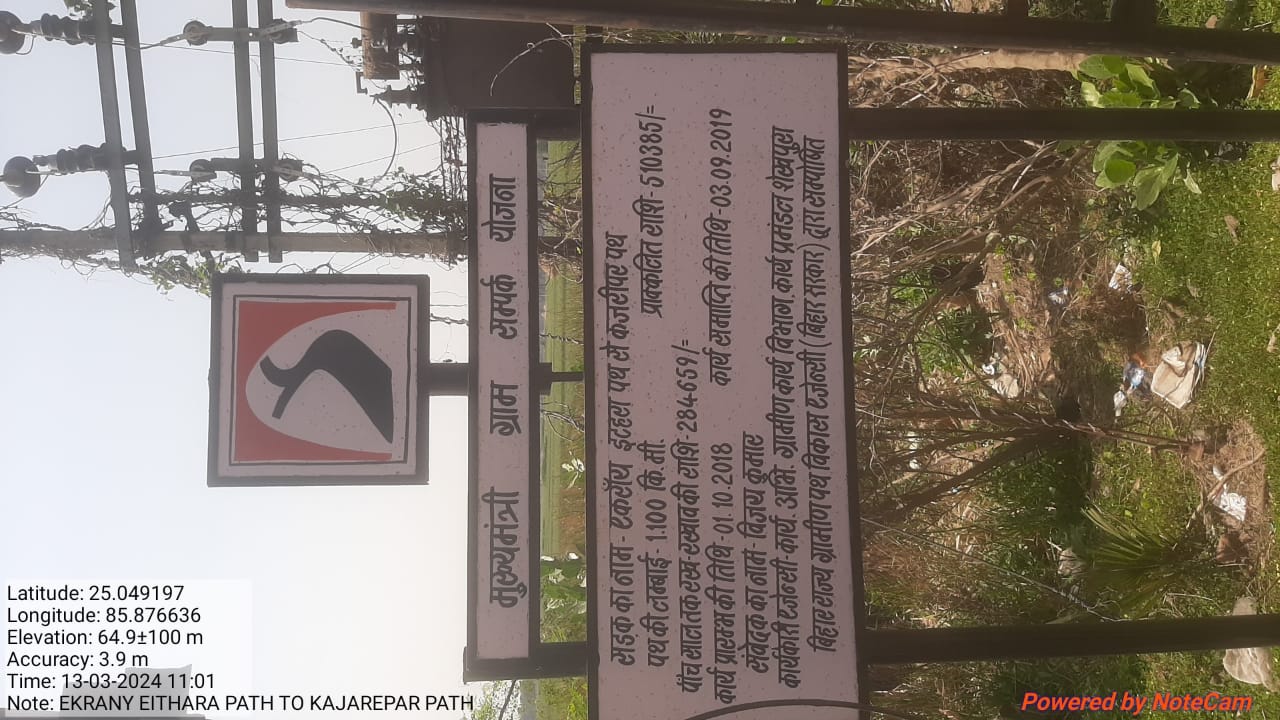 मुख्यमंत्री ग्राम सम्पर्क योजना
सड़क का नाम - एकराँय इटहरा पथ से कजरीपर पथ
पथ की लम्बाई- 1.100 कि.मी. प्राक्कलित राशि- 510385/=
पाँच सालों तक रख-रखाव की राशि- 284659/=
कार्य प्रारम्भ की तिथि- 01.10.2018 कार्य समाप्ति की तिथि- 03.09.2019
संवेदक का नाम - विजय कुमार
कार्यकारी एजेन्सी- कार्य. अभि. ग्रामीण कार्य विभाग, कार्य प्रमंडल शेखपुरा
बिहार राज्य ग्रामीण पथ विकास एजेन्सी (बिहार सरकार) द्वारा सम्पोषित
Latitude: 25.049197
Longitude: 85.876636
Elevation: 64.9±100 m
Accuracy: 3.9 m
Time: 13-03-2024 11:01
Note: EKRANY EITHARA PATH TO KAJAREPAR PATH
Powered by NoteCam